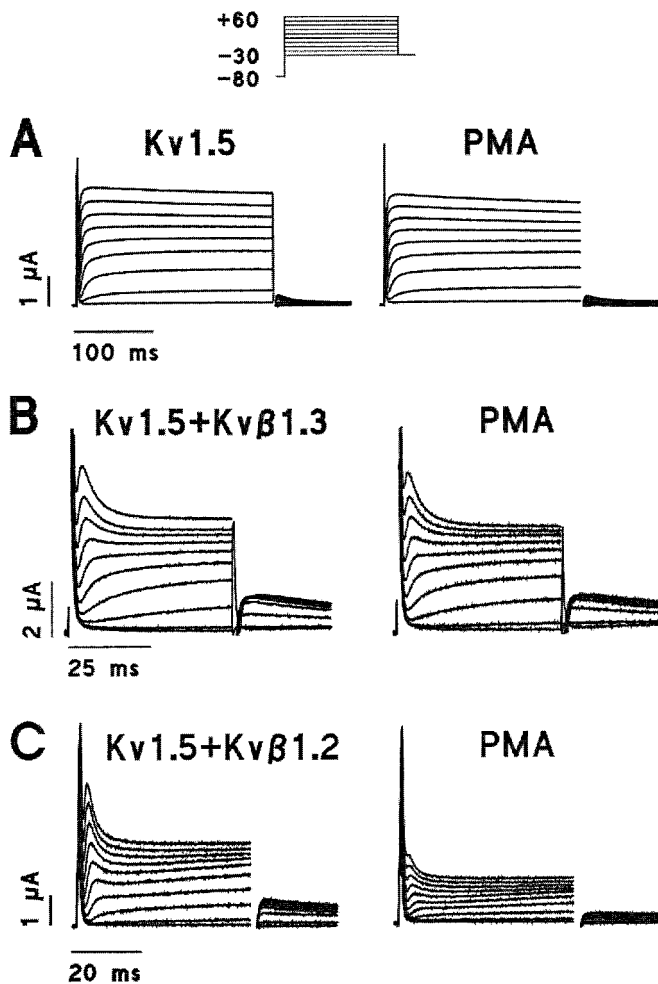 +60
-30
-80
A
Kv1.5
PMA
1 µA
100 ms
B
Kv1.5+Kvβ1.3
PMA
2 µA
25 ms
C
Kv1.5+Kvβ1.2
PMA
1 µA
20 ms